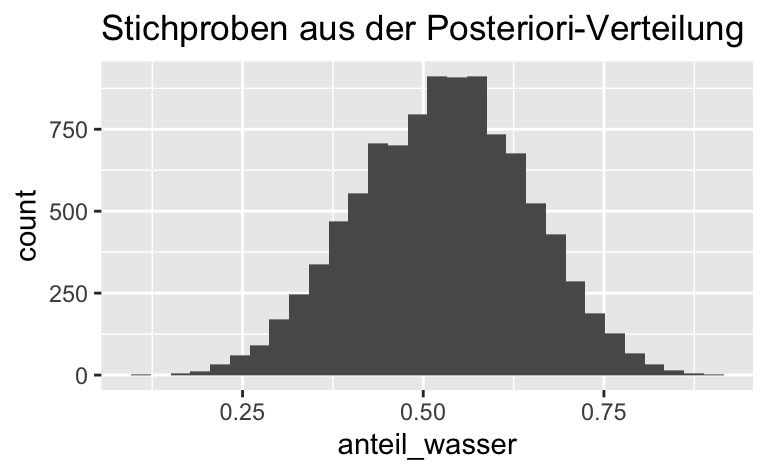 Stichproben aus der Posteriori-Verteilung
750
500
250
0
count
0.25 0.50 0.75
anteil_wasser